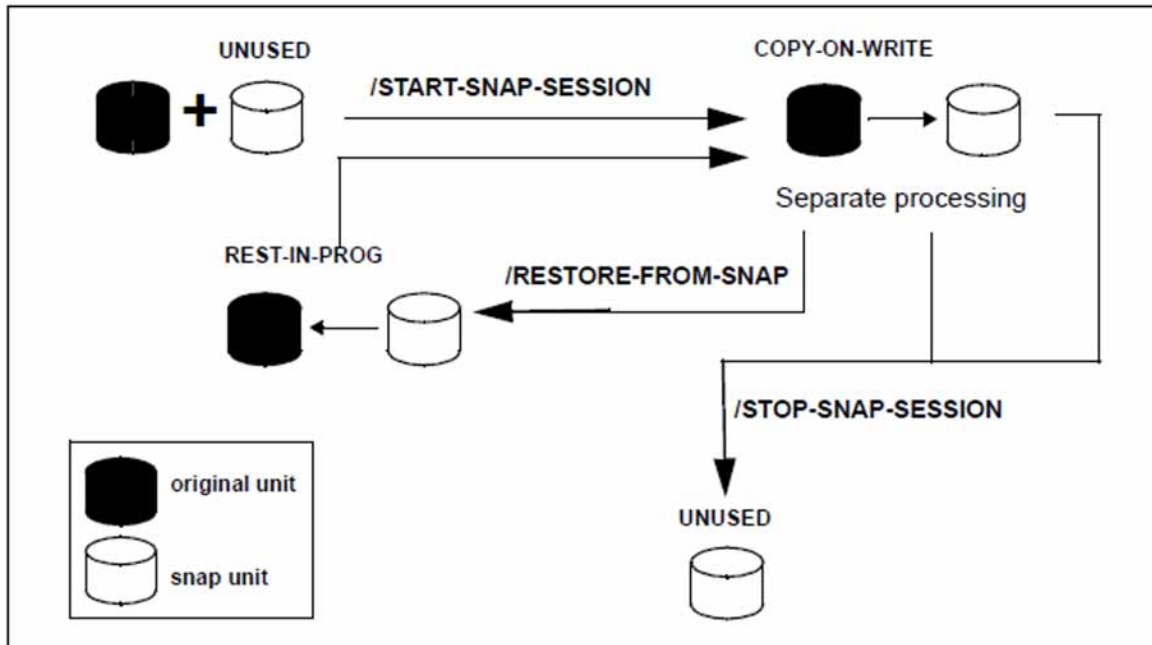 UNUSED
COPY-ON-WRITE
/START-SNAP-SESSION
Separate processing
REST-IN-PROG
/RESTORE-FROM-SNAP
/STOP-SNAP-SESSION
original unit
UNUSED
snap unit